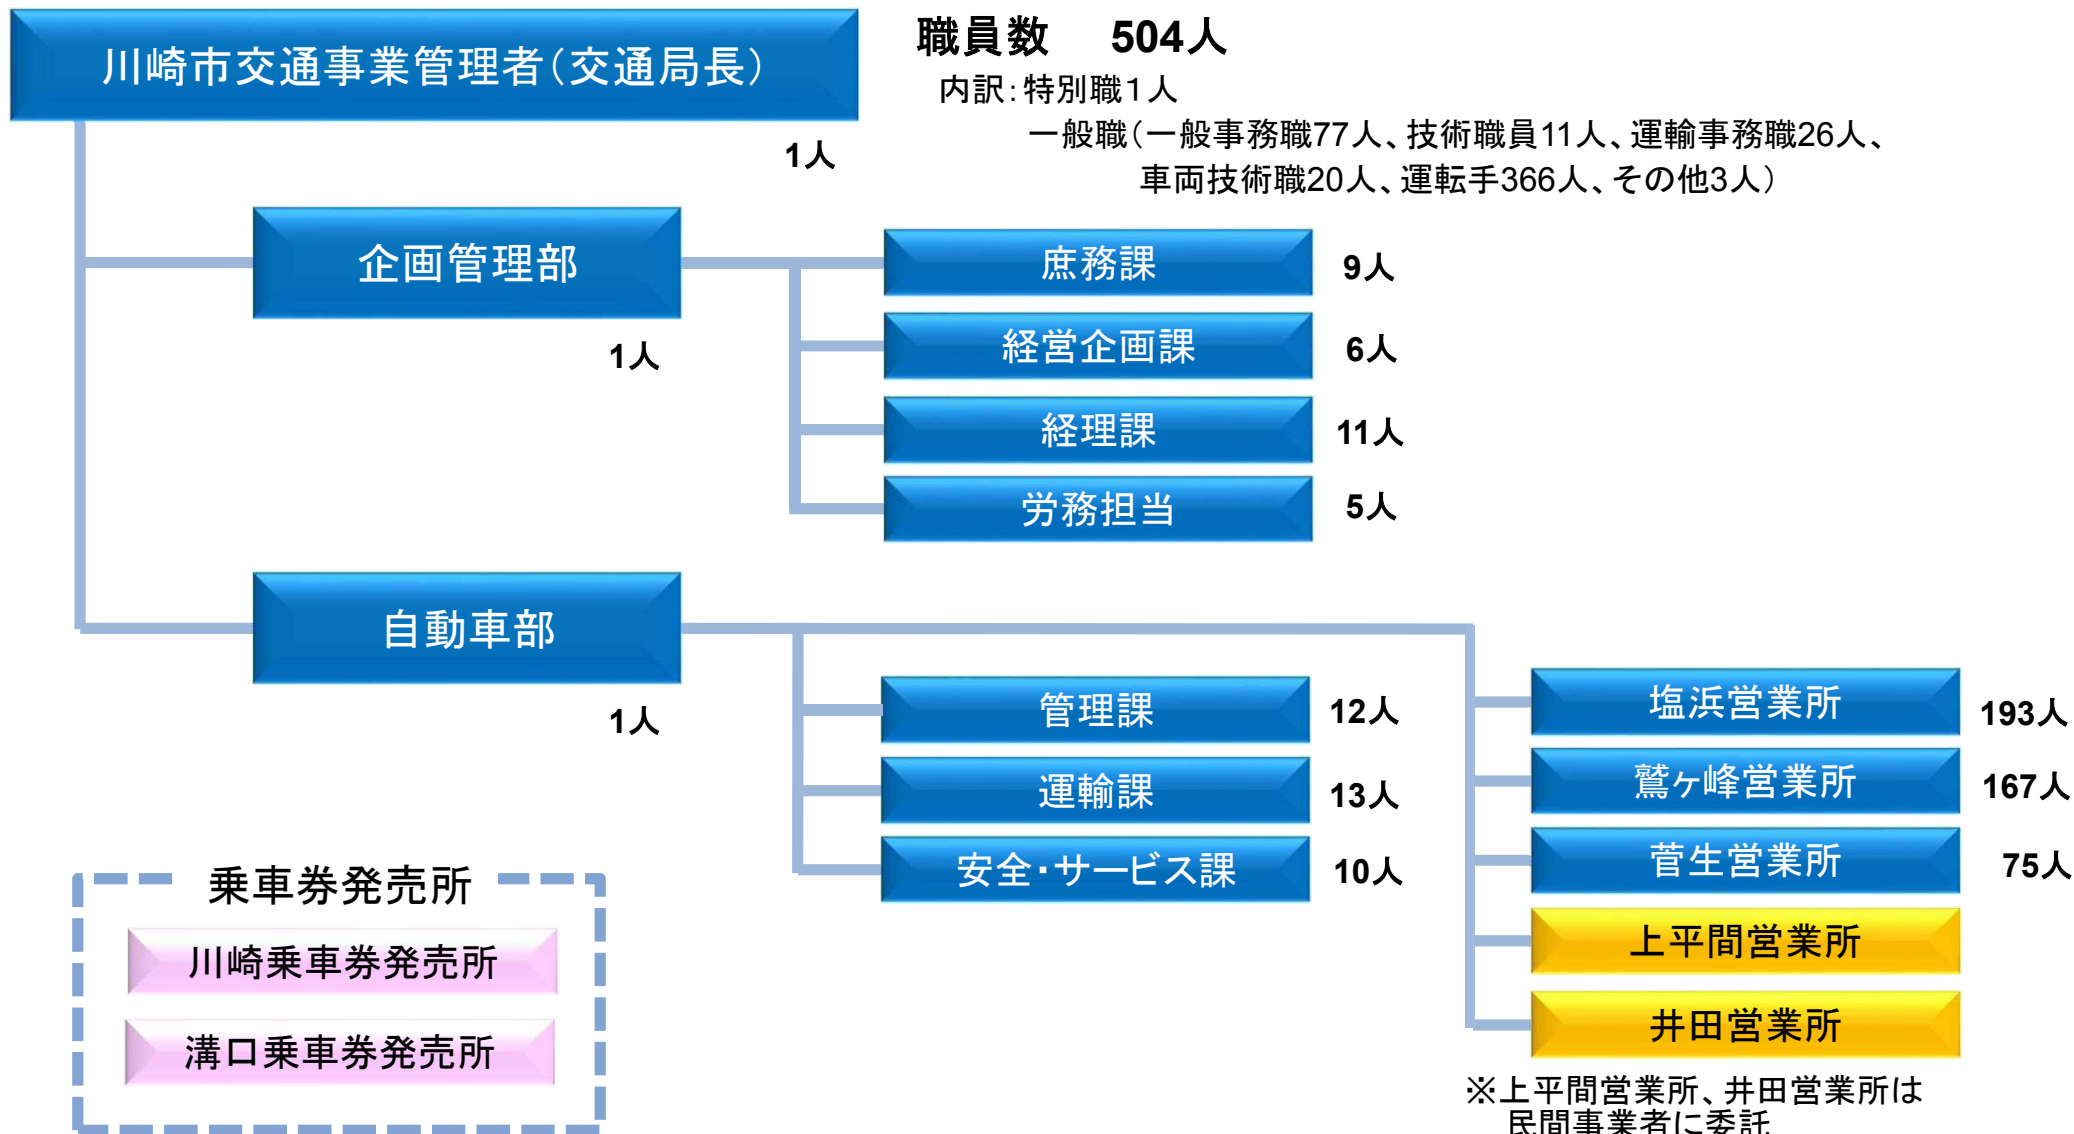 川崎市交通事業管理者(交通局長)
1人
職員数 504人
内訳:特別職1人
一般職(一般事務職77人、技術職員11人、運輸事務職26人、
車両技術職20人、運転手366人、その他3人)
企画管理部
1人
庶務課
9人
経営企画課
6人
経理課
11人
労務担当
5人
自動車部
1人
管理課
12人
運輸課
13人
安全・サービス課
10人
塩浜営業所
193人
鷲ヶ峰営業所
167人
菅生営業所
75人
上平間営業所
井田営業所
※上平間営業所、井田営業所は
民間事業者に委託
乗車券発売所
川崎乗車券発売所
溝口乗車券発売所